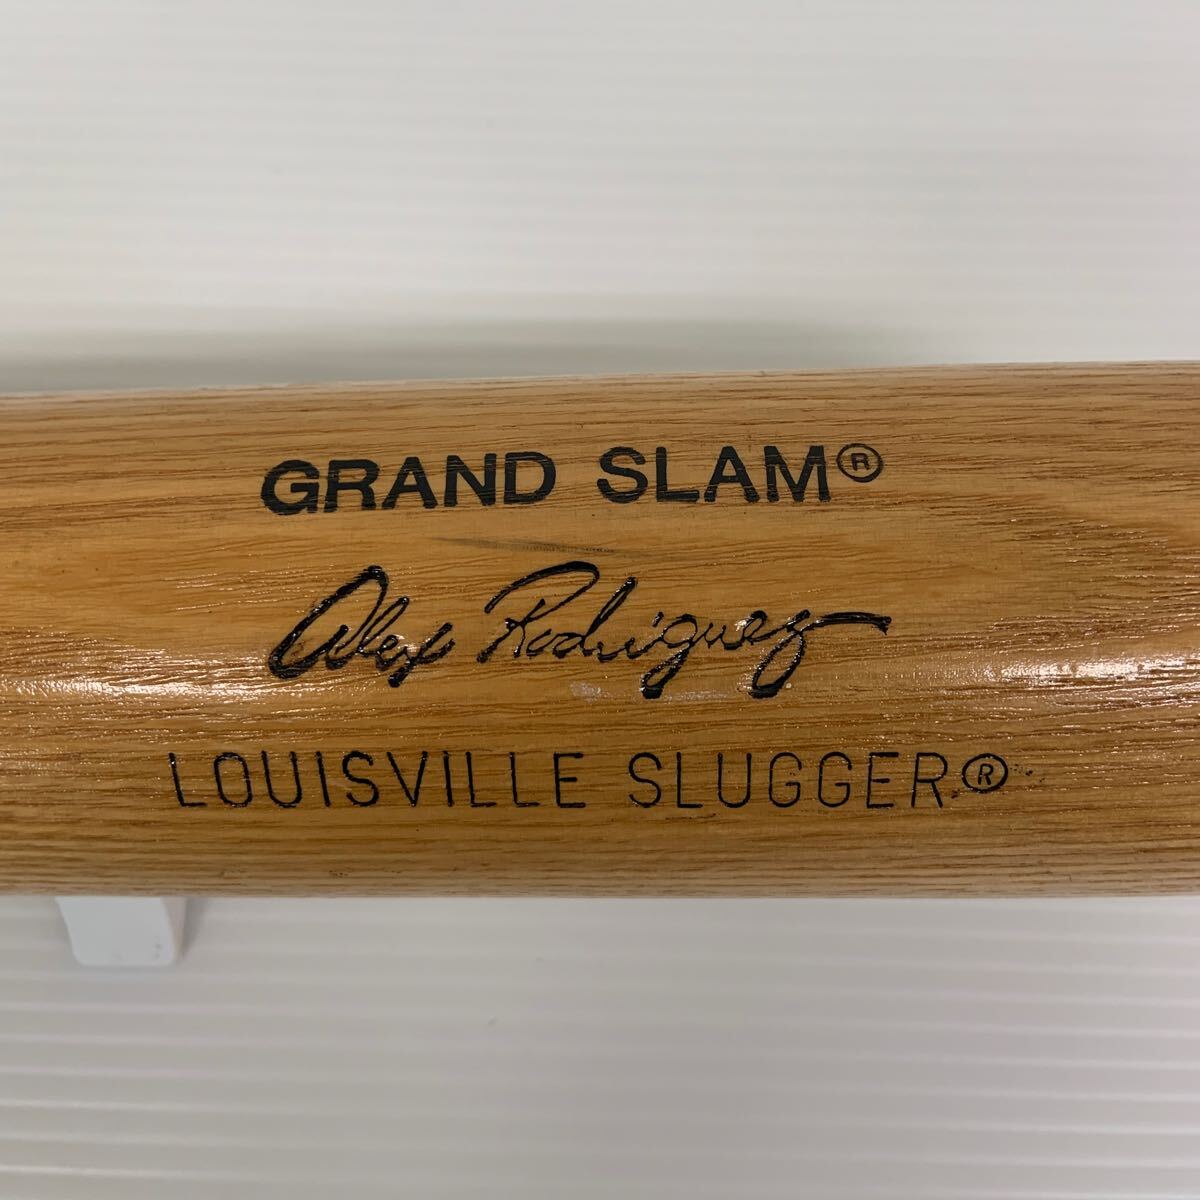 GRAND SLAM®
Alex Rodriguez
LOUISVILLE SLUGGER®